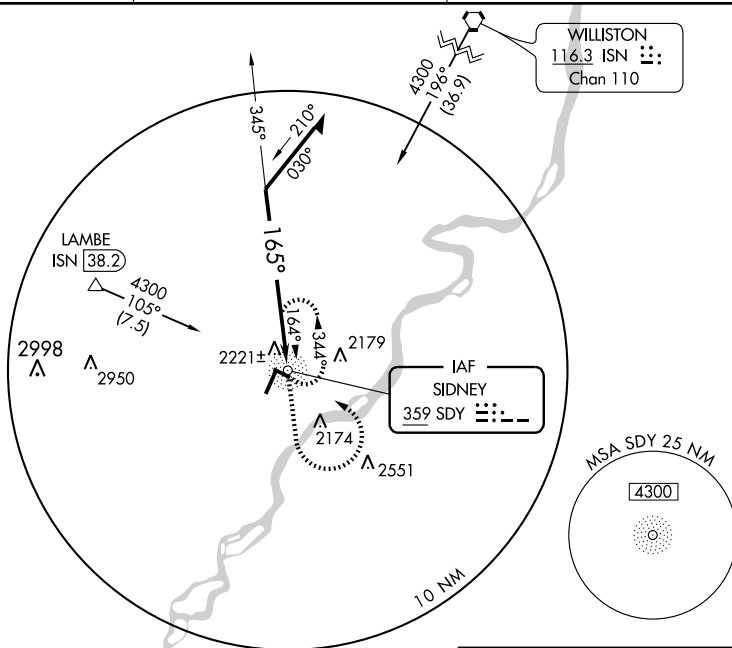 WILLISTON
116.3 ISN
Chan 110
4300
196°
(36.9)
345°
210°
030°
165°
LAMBE
ISN 38.2
4300
105°
(7.5)
2998
2950
2221±
164°
344°
2179
IAF
SIDNEY
359 SDY
2174
2551
MSA SDY 25 NM
4300
10 NM